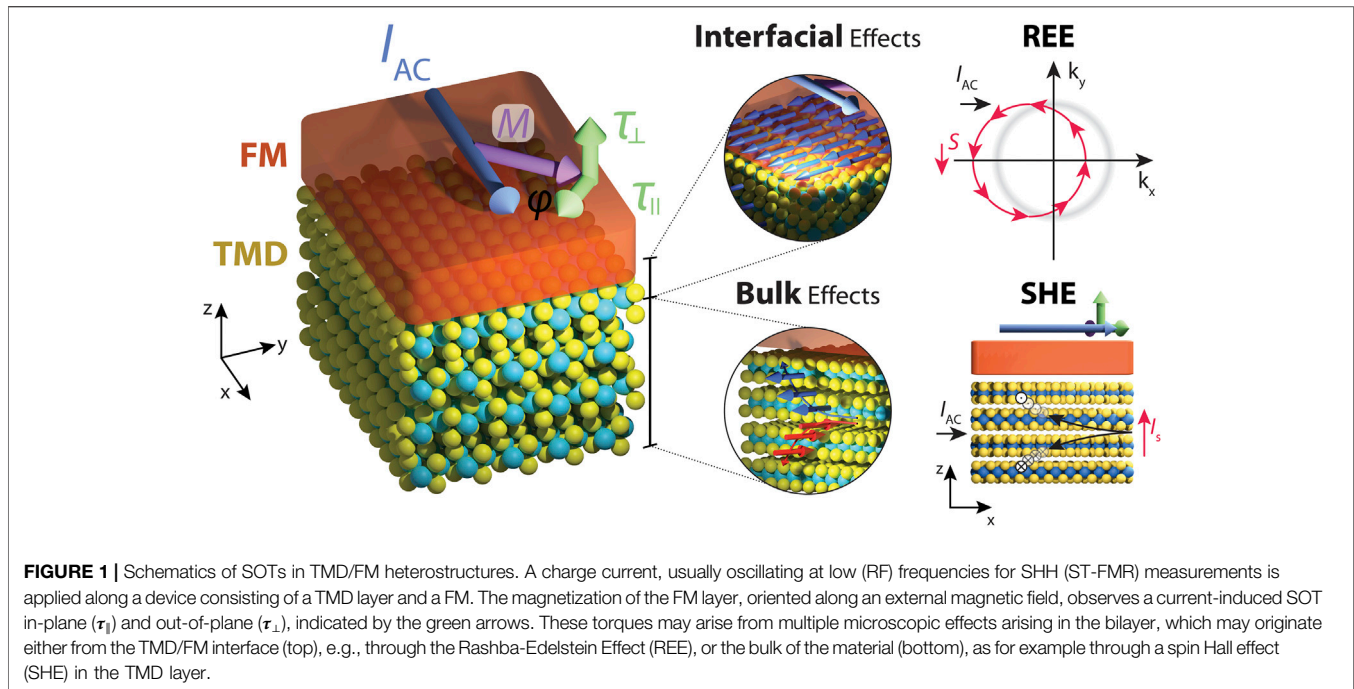 I_AC
M
τ⊥
FM
φ
τ||
TMD
z
y
x
Interfacial Effects
REE
I_AC
k_y
S
k_x
Bulk Effects
SHE
I_AC
I_s
z
x
FIGURE 1 | Schematics of SOTs in TMD/FM heterostructures. A charge current, usually oscillating at low (RF) frequencies for SHH (ST-FMR) measurements is
applied along a device consisting of a TMD layer and a FM. The magnetization of the FM layer, oriented along an external magnetic field, observes a current-induced SOT
in-plane (τ||) and out-of-plane (τ⊥), indicated by the green arrows. These torques may arise from multiple microscopic effects arising in the bilayer, which may originate
either from the TMD/FM interface (top), e.g., through the Rashba-Edelstein Effect (REE), or the bulk of the material (bottom), as for example through a spin Hall effect
(SHE) in the TMD layer.